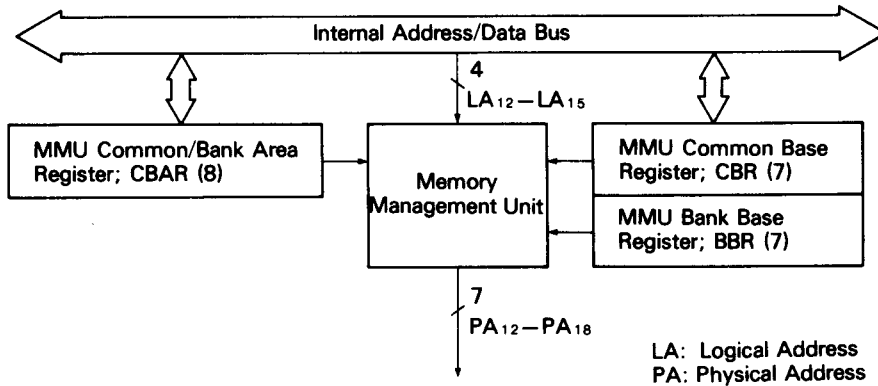 Internal Address/Data Bus
4
LA₁₂–LA₁₅
MMU Common/Bank Area
Register; CBAR (8)
Memory
Management Unit
MMU Common Base
Register; CBR (7)
MMU Bank Base
Register; BBR (7)
7
PA₁₂–PA₁₈
LA: Logical Address
PA: Physical Address